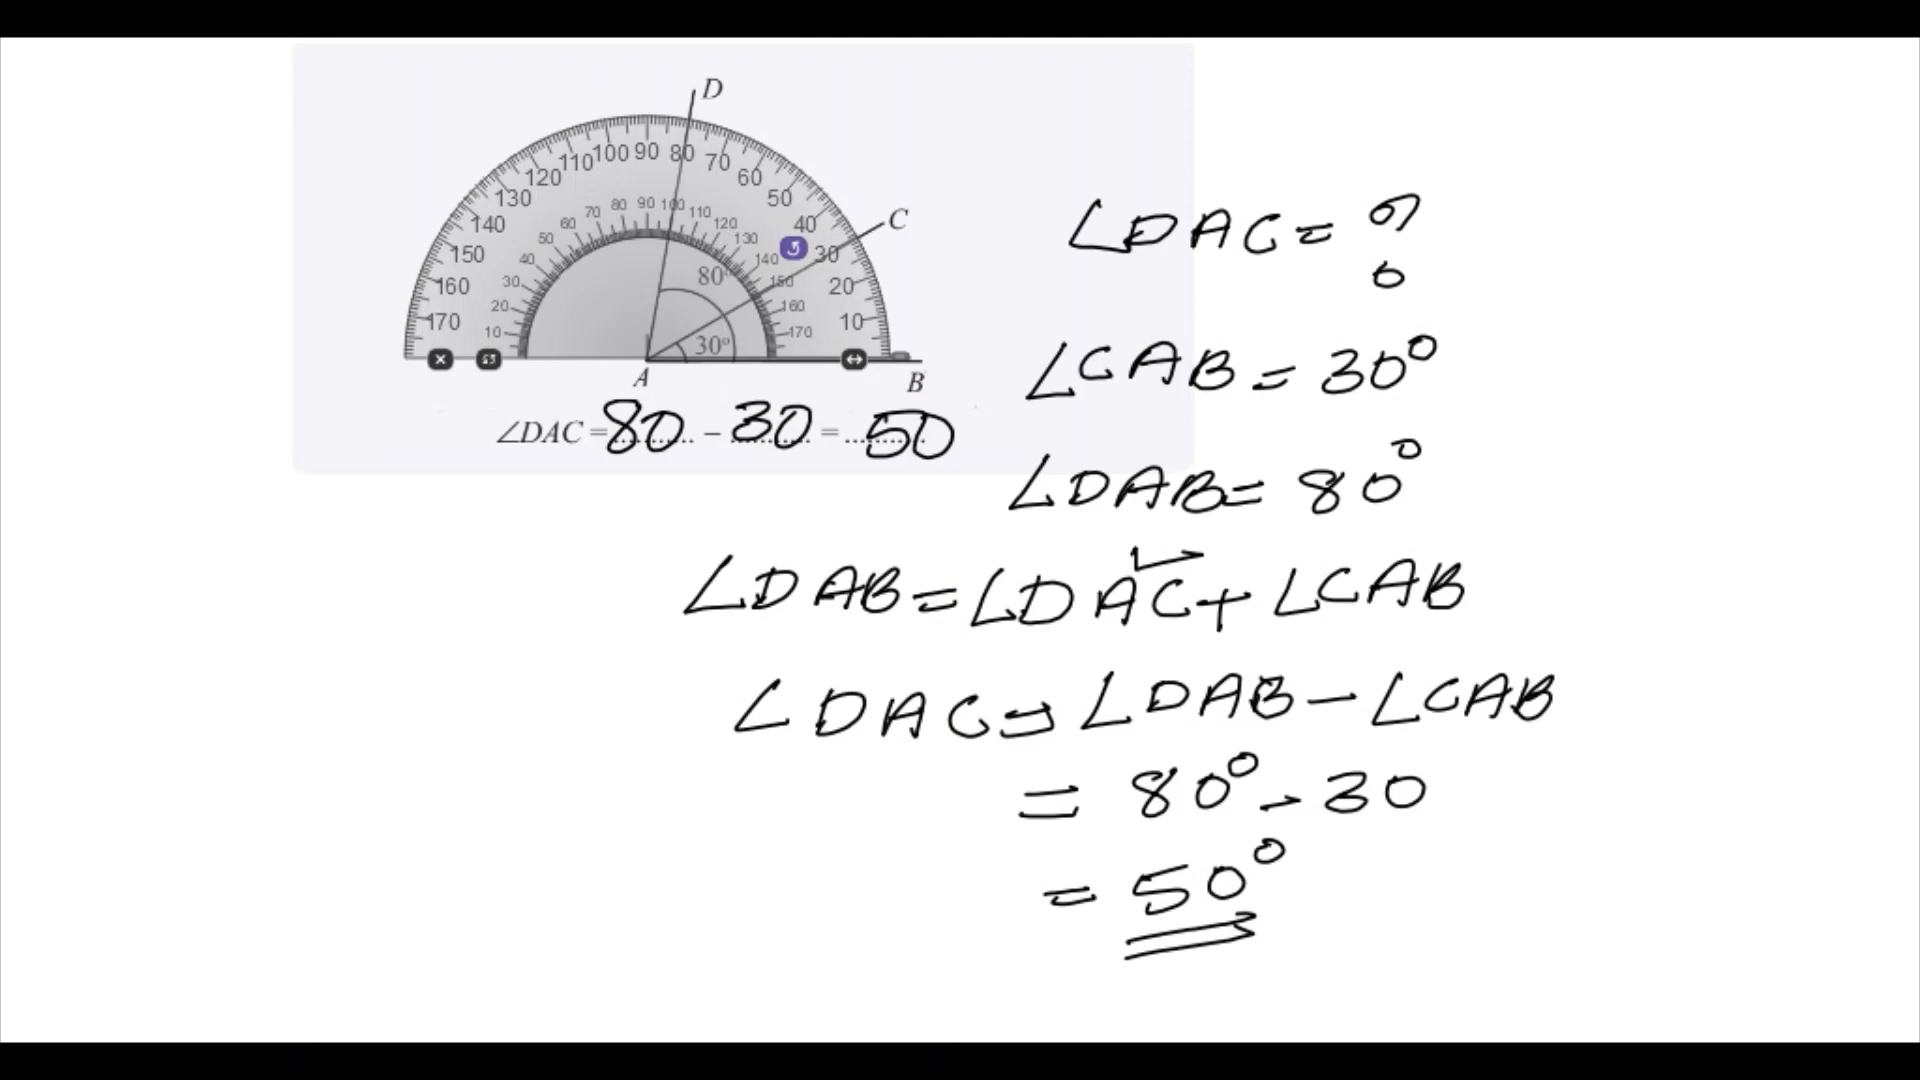 D
110 100 90 80 70
120 60
130 50
140 40 C
150 30
160 20
170 10
50 60 70 80 90 100 110 120 130
40 140
30 150
20 160
10 170
80°
30°
A B
∠DAC = 80 - 30 = 50
∠DAC = ?
∠CAB = 30°
∠DAB = 80°
∠DAB = ∠DAC + ∠CAB
∠DAC = ∠DAB - ∠CAB
= 80° - 30
= 50°